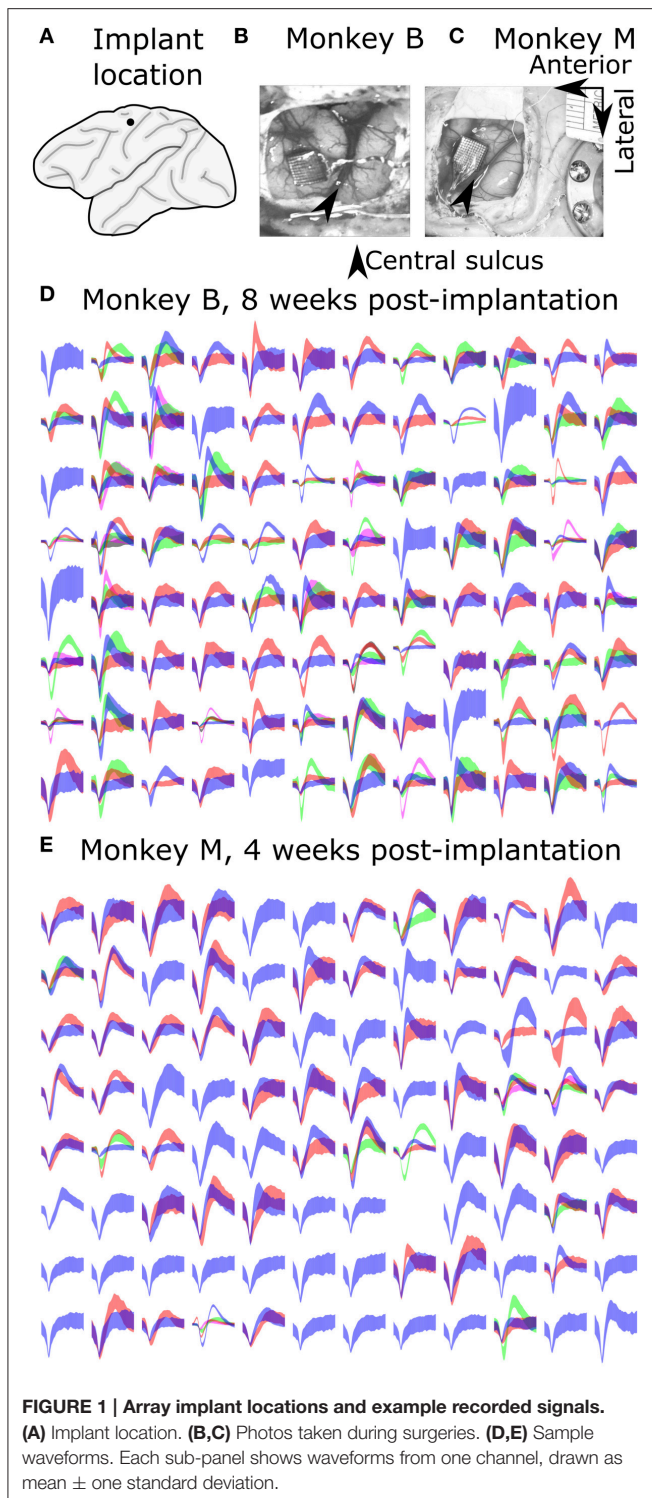 A Implant location
B Monkey B
C Monkey M
Anterior
Lateral
Central sulcus
D Monkey B, 8 weeks post-implantation
E Monkey M, 4 weeks post-implantation
FIGURE 1 | Array implant locations and example recorded signals.
(A) Implant location. (B,C) Photos taken during surgeries. (D,E) Sample
waveforms. Each sub-panel shows waveforms from one channel, drawn as
mean ± one standard deviation.